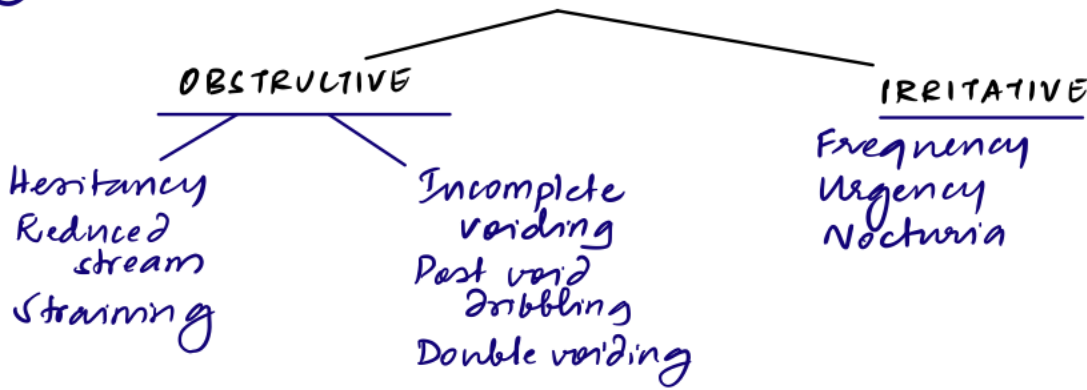 OBSTRUCTIVE
IRRITATIVE
Hesitancy
Reduced
stream
Straining
Incomplete
voiding
Post void
dribbling
Double voiding
Frequency
Urgency
Nocturia